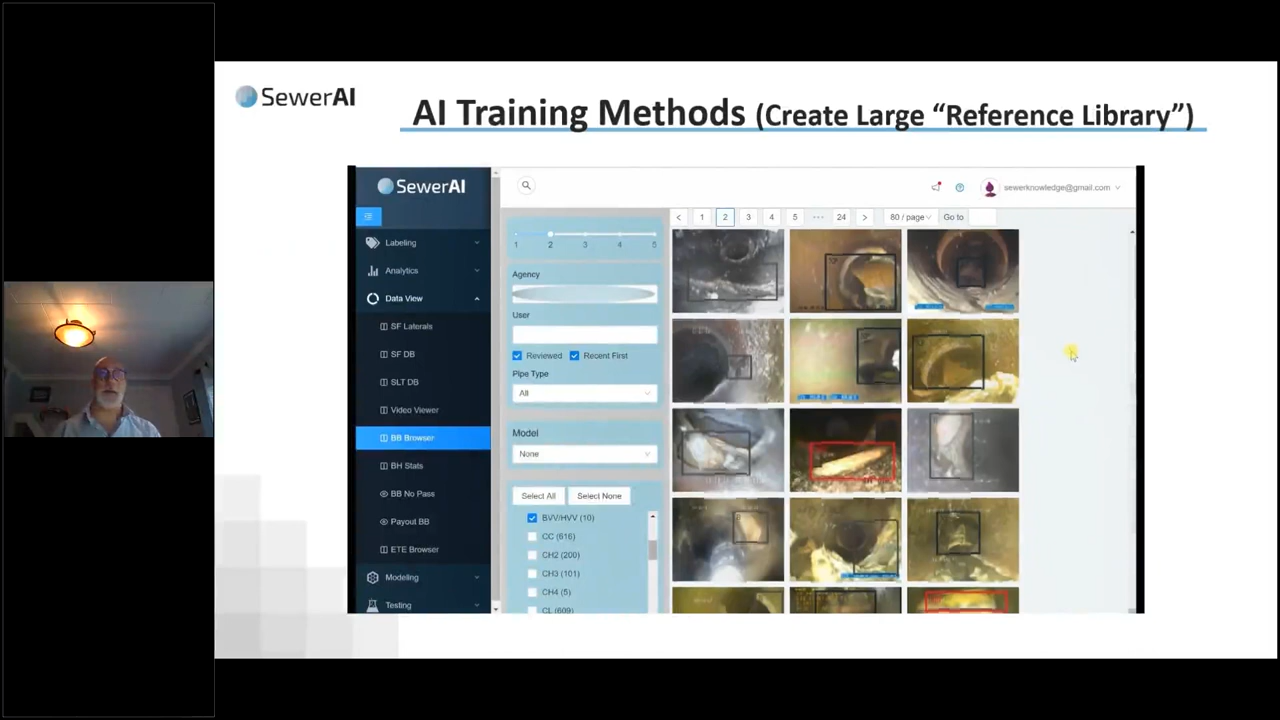 SewerAI
AI Training Methods (Create Large “Reference Library”)
SewerAI
sewerknowledge@gmail.com
Labeling
Analytics
Data View
SF Laterals
SF DB
SLT DB
Video Viewer
BB Browser
BH Stats
BB No Pass
Payout BB
ETE Browser
Modeling
Testing
1 2 3 4 5
Agency
User
Reviewed Recent First
Pipe Type
All
Model
None
Select All Select None
BVV/HVV (10)
CC (616)
CH2 (200)
CH3 (101)
CH4 (5)
CL (609)
< 1 2 3 4 5 ••• 24 > 80 / page Go to